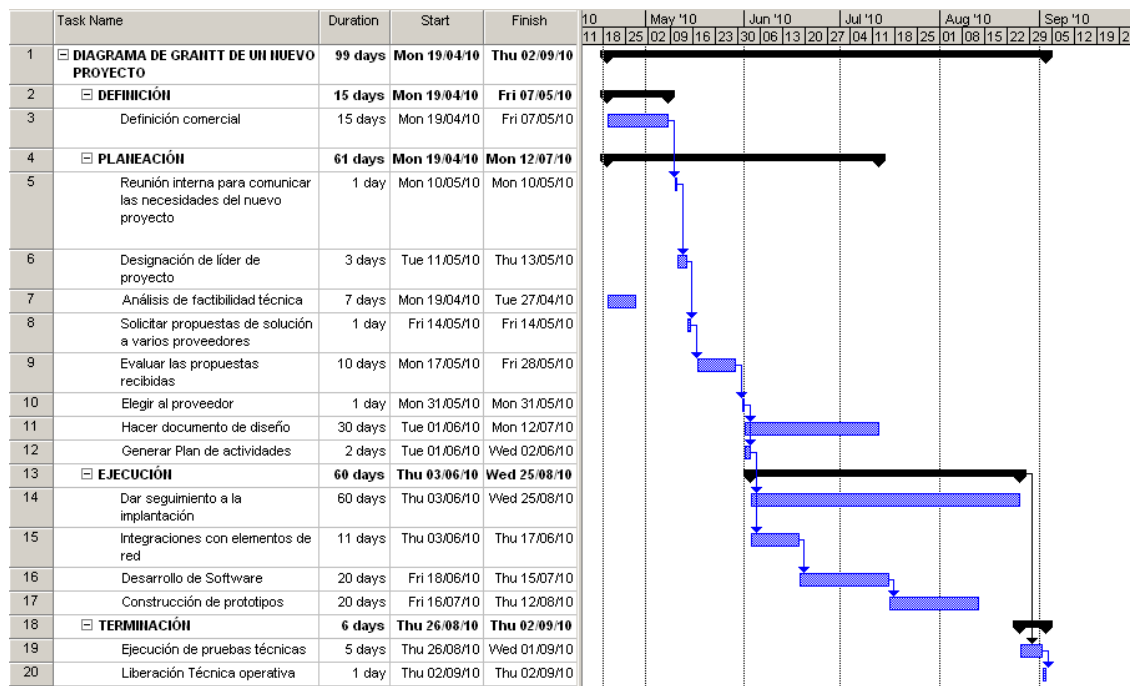 Task Name Duration Start Finish
10 May '10 Jun '10 Jul '10 Aug '10 Sep '10
11 18 25 02 09 16 23 30 06 13 20 27 04 11 18 25 01 08 15 22 29 05 12 19 2
1 DIAGRAMA DE GRANTT DE UN NUEVO 99 days Mon 19/04/10 Thu 02/09/10
PROYECTO
2 DEFINICIÓN 15 days Mon 19/04/10 Fri 07/05/10
3 Definición comercial 15 days Mon 19/04/10 Fri 07/05/10
4 PLANEACIÓN 61 days Mon 19/04/10 Mon 12/07/10
5 Reunión interna para comunicar 1 day Mon 10/05/10 Mon 10/05/10
las necesidades del nuevo
proyecto
6 Designación de líder de 3 days Tue 11/05/10 Thu 13/05/10
proyecto
7 Análisis de factibilidad técnica 7 days Mon 19/04/10 Tue 27/04/10
8 Solicitar propuestas de solución 1 day Fri 14/05/10 Fri 14/05/10
a varios proveedores
9 Evaluar las propuestas 10 days Mon 17/05/10 Fri 28/05/10
recibidas
10 Elegir al proveedor 1 day Mon 31/05/10 Mon 31/05/10
11 Hacer documento de diseño 30 days Tue 01/06/10 Mon 12/07/10
12 Generar Plan de actividades 2 days Tue 01/06/10 Wed 02/06/10
13 EJECUCIÓN 60 days Thu 03/06/10 Wed 25/08/10
14 Dar seguimiento a la 60 days Thu 03/06/10 Wed 25/08/10
implantación
15 Integraciones con elementos de 11 days Thu 03/06/10 Thu 17/06/10
red
16 Desarrollo de Software 20 days Fri 18/06/10 Thu 15/07/10
17 Construcción de prototipos 20 days Fri 16/07/10 Thu 12/08/10
18 TERMINACIÓN 6 days Thu 26/08/10 Thu 02/09/10
19 Ejecución de pruebas técnicas 5 days Thu 26/08/10 Wed 01/09/10
20 Liberación Técnica operativa 1 day Thu 02/09/10 Thu 02/09/10